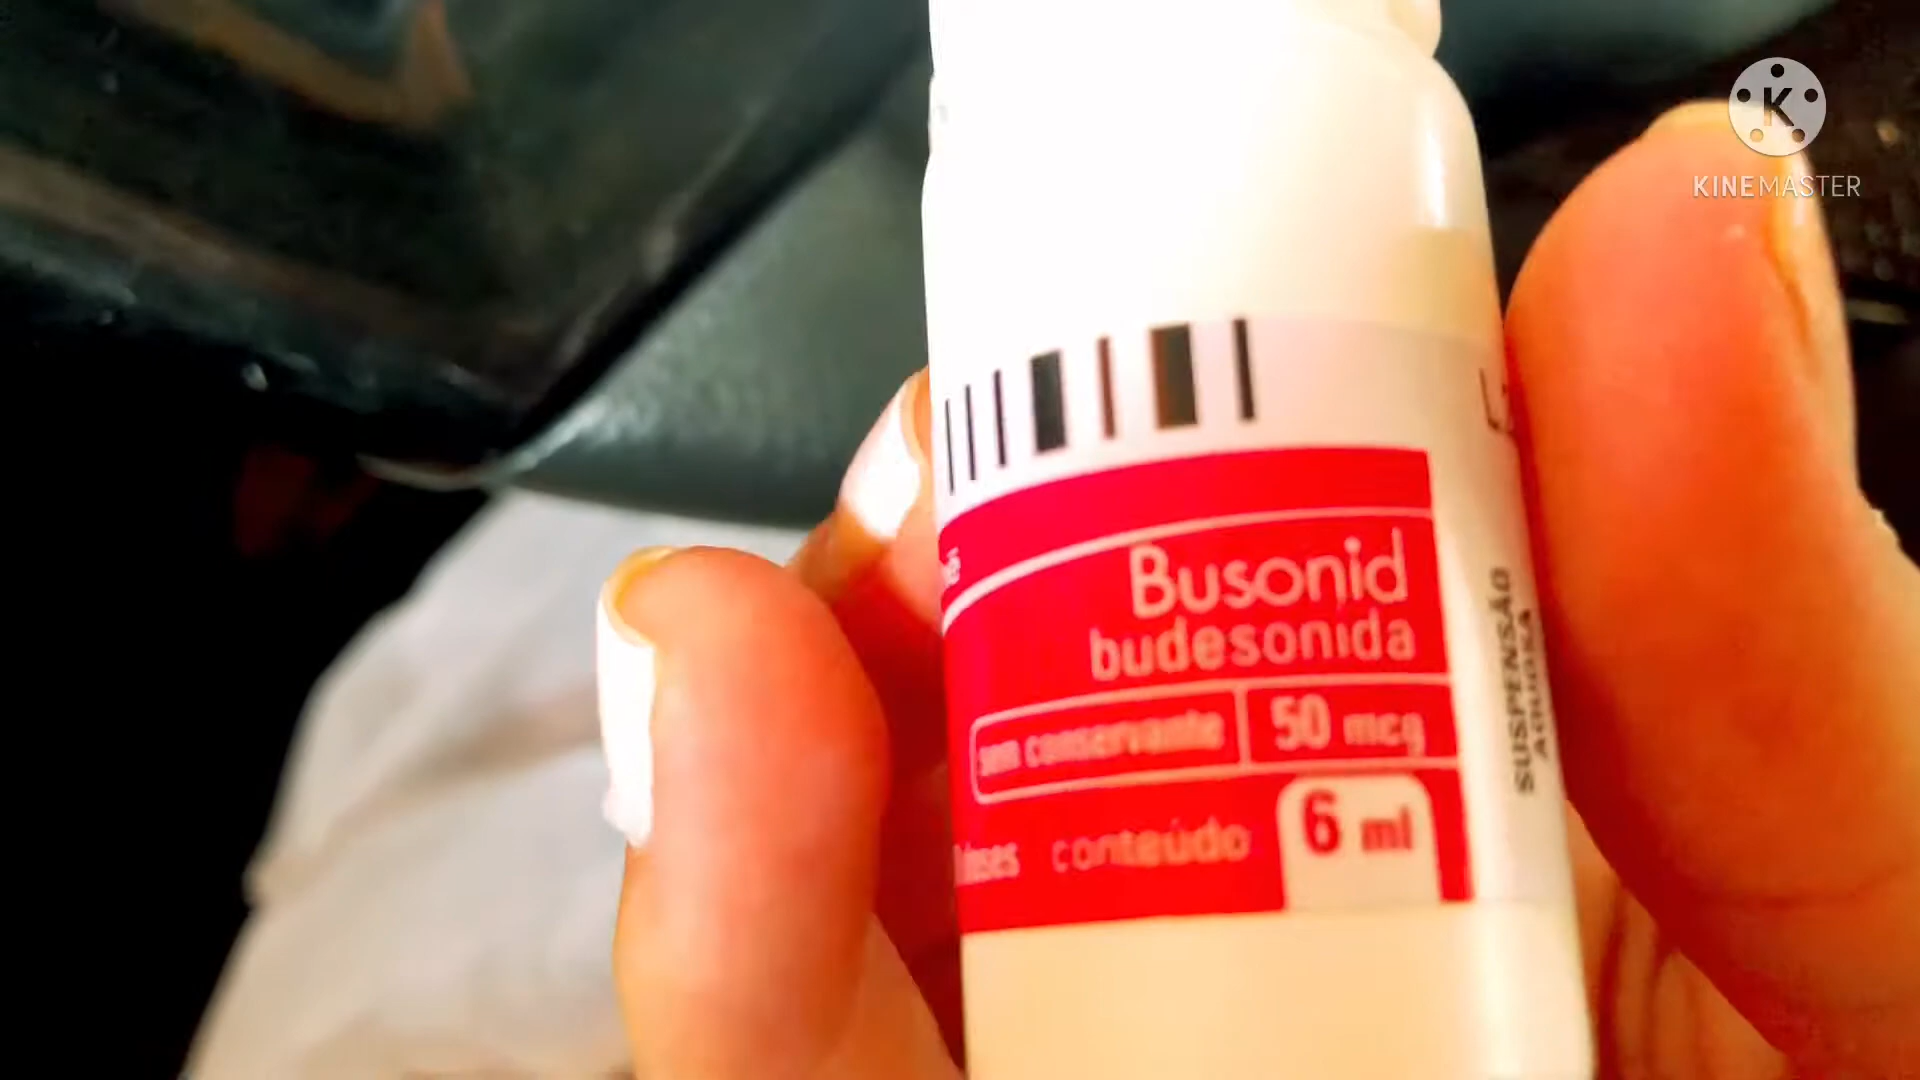 KINEMASTER
Busonid
budesonida
sem conservante
50 mcg
doses conteúdo 6 ml
SUSPENSÃO
AQUOSA